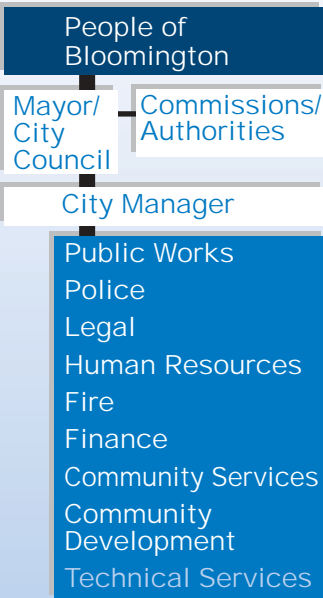 People of
Bloomington
Mayor/
City
Council
Commissions/
Authorities
City Manager
Public Works
Police
Legal
Human Resources
Fire
Finance
Community Services
Community
Development
Technical Services